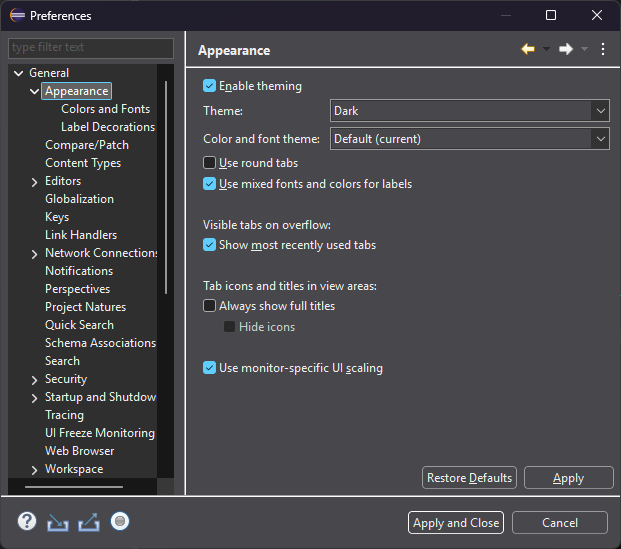 Preferences
type filter text
General
Appearance
Colors and Fonts
Label Decorations
Compare/Patch
Content Types
Editors
Globalization
Keys
Link Handlers
Network Connections
Notifications
Perspectives
Project Natures
Quick Search
Schema Associations
Search
Security
Startup and Shutdow
Tracing
UI Freeze Monitoring
Web Browser
Workspace
Appearance
Enable theming
Theme: Dark
Color and font theme: Default (current)
Use round tabs
Use mixed fonts and colors for labels
Visible tabs on overflow:
Show most recently used tabs
Tab icons and titles in view areas:
Always show full titles
Hide icons
Use monitor-specific UI scaling
Restore Defaults Apply
Apply and Close Cancel